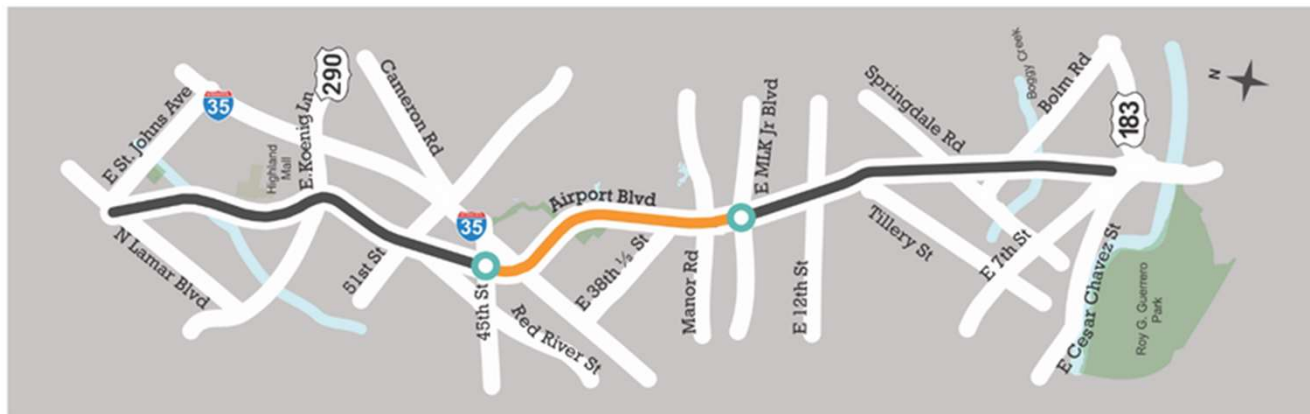 E St. Johns Ave
35
E.Koenig Ln
290
Cameron Rd
Highland
Mall
N Lamar Blvd
51st St
35
45th St
Red River St
Airport Blvd
E 38th ½ St
Manor Rd
E MLK Jr Blvd
E 12th St
Springdale Rd
Tillery St
Boggy Creek
Bolm Rd
183
E 7th St
E Cesar Chavez St
Roy G. Guerrero
Park
N